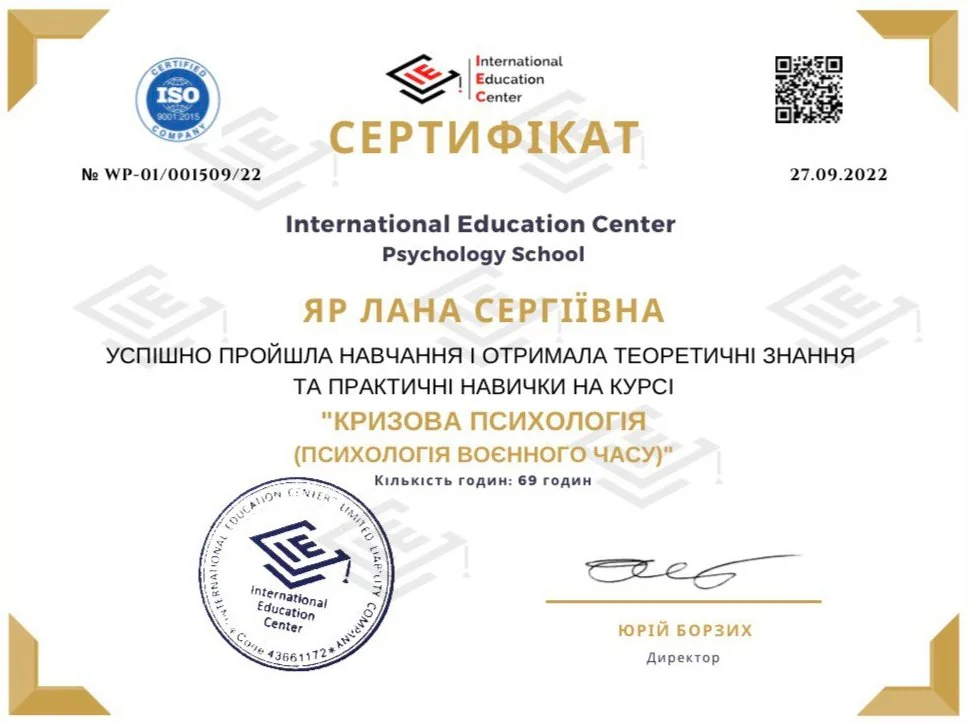 CERTIFIED
ISO
9001:2015
COMPANY
IE
International
Education
Center
СЕРТИФІКАТ
№ WP-01/001509/22
27.09.2022
International Education Center
Psychology School
ЯР ЛАНА СЕРГІЇВНА
УСПІШНО ПРОЙШЛА НАВЧАННЯ І ОТРИМАЛА ТЕОРЕТИЧНІ ЗНАННЯ
ТА ПРАКТИЧНІ НАВИЧКИ НА КУРСІ
"КРИЗОВА ПСИХОЛОГІЯ
(ПСИХОЛОГІЯ ВОЄННОГО ЧАСУ)"
Кількість годин: 69 годин
INTERNATIONAL EDUCATION CENTER" LIMITED LIABILITY COMPANY
IE
International
Education
Center
Code 43661172
ЮРІЙ БОРЗИХ
Директор